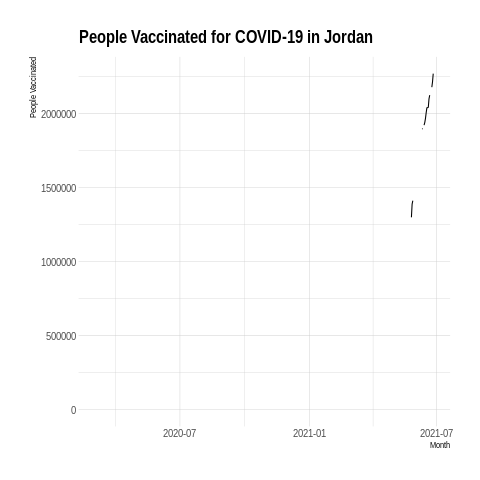 People Vaccinated for COVID-19 in Jordan
People Vaccinated
2000000
1500000
1000000
500000
0
2020-07
2021-01
2021-07
Month